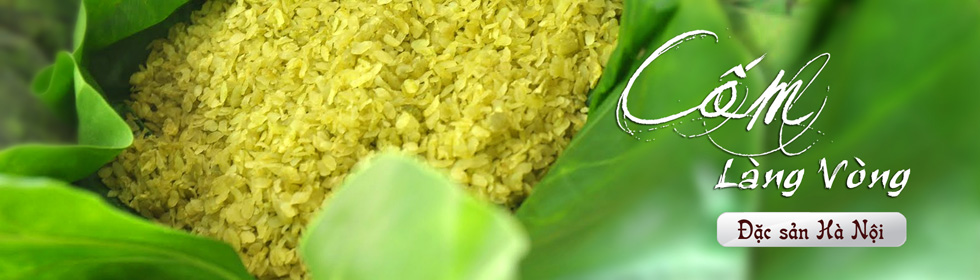 Cốm
Làng Vòng
Đặc sản Hà Nội